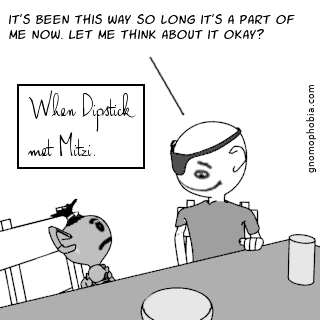 IT'S BEEN THIS WAY SO LONG IT'S A PART OF
ME NOW. LET ME THINK ABOUT IT OKAY?
When Dipstick
met Mitzi.
gnomophobia.com